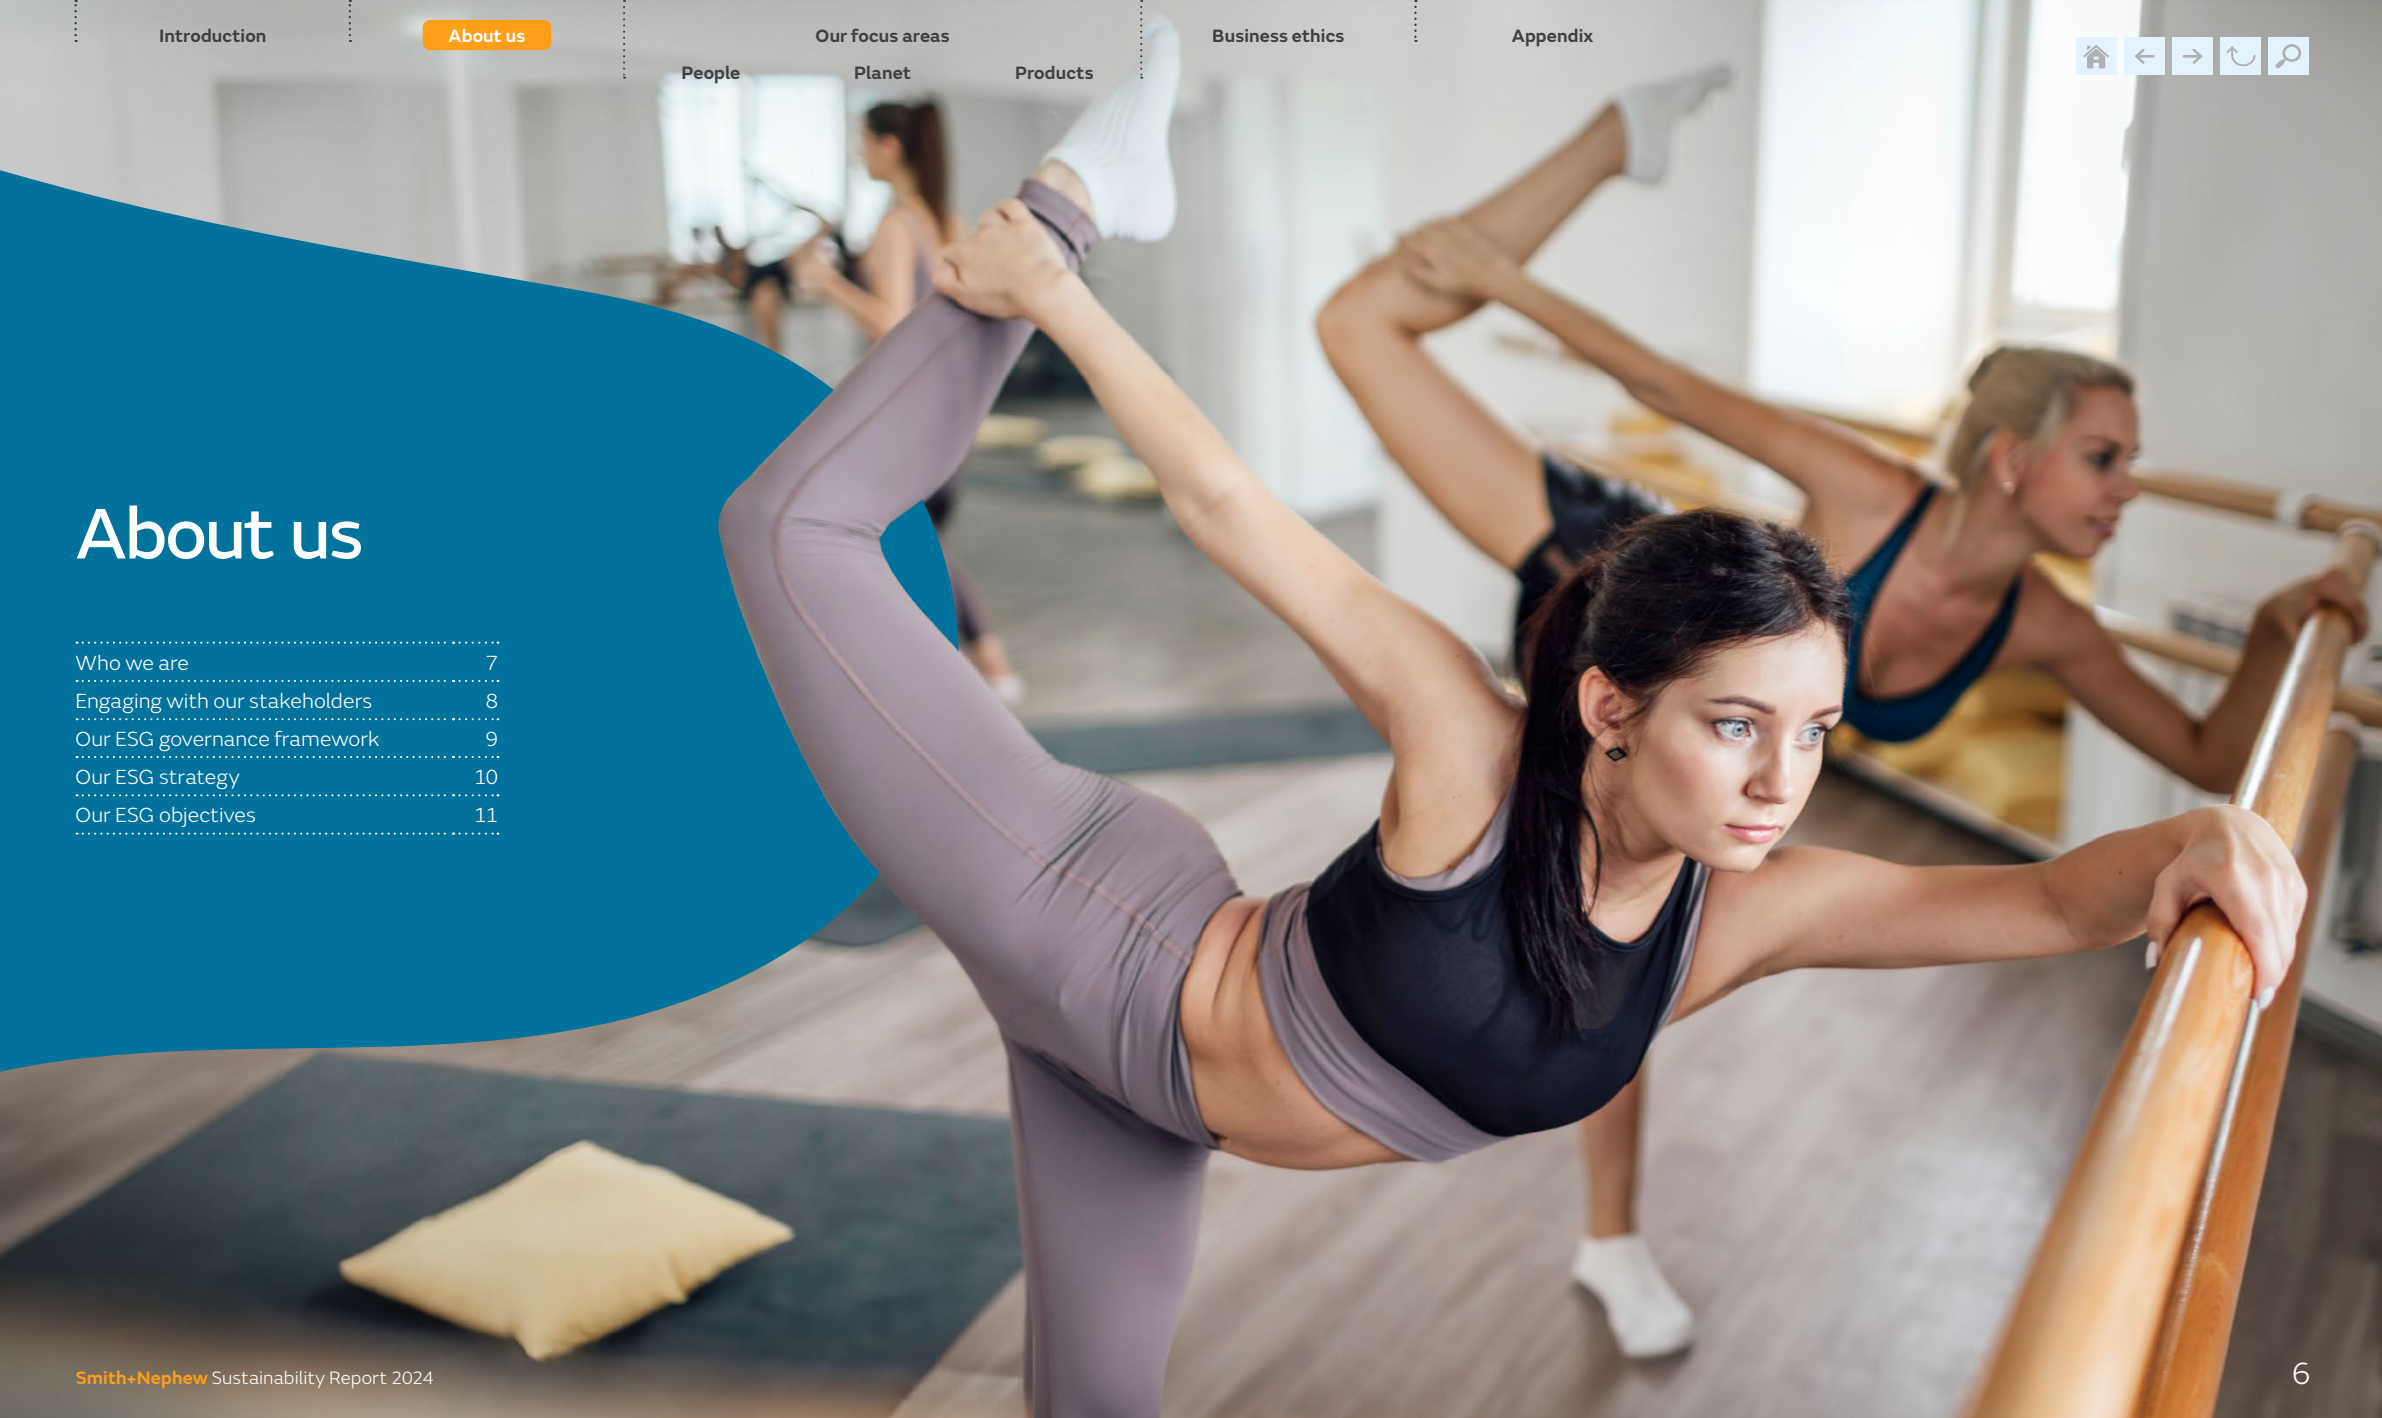 Introduction
About us
Our focus areas
Business ethics
Appendix
People
Planet
Products
About us
Who we are 7
Engaging with our stakeholders 8
Our ESG governance framework 9
Our ESG strategy 10
Our ESG objectives 11
Smith+Nephew Sustainability Report 2024
6